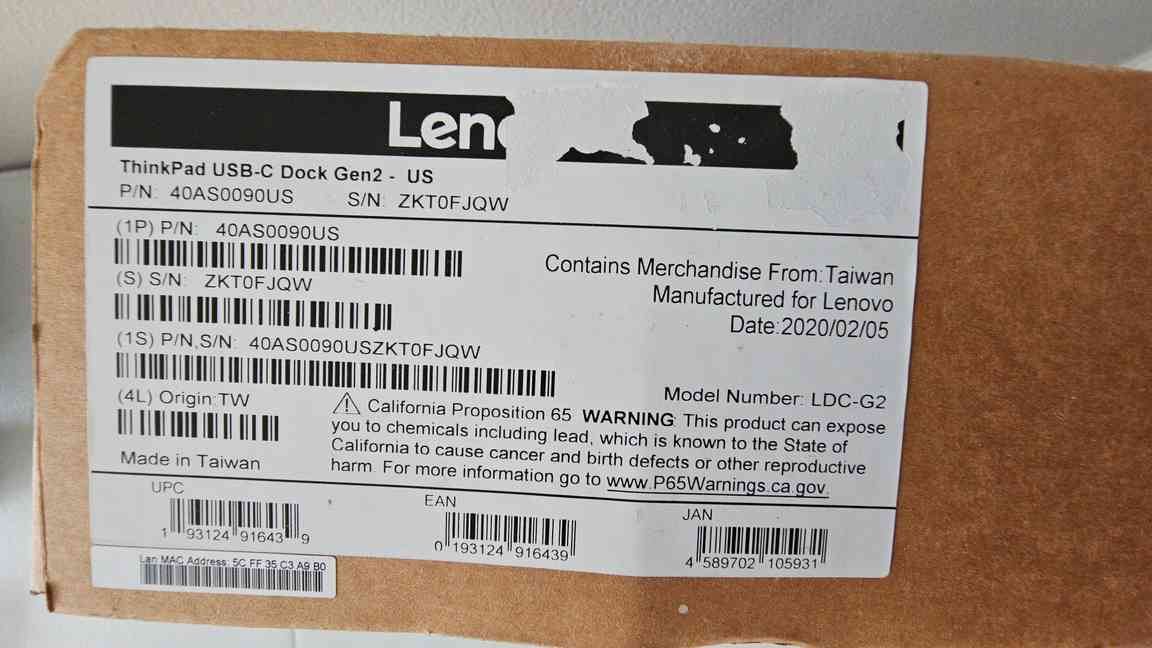 Len
ThinkPad USB-C Dock Gen2 - US
P/N: 40AS0090US S/N: ZKT0FJQW
(1P) P/N: 40AS0090US
(S) S/N: ZKT0FJQW
(1S) P/N,S/N: 40AS0090USZKT0FJQW
(4L) Origin:TW
Made in Taiwan
Contains Merchandise From:Taiwan
Manufactured for Lenovo
Date:2020/02/05
Model Number: LDC-G2
⚠ California Proposition 65 WARNING: This product can expose
you to chemicals including lead, which is known to the State of
California to cause cancer and birth defects or other reproductive
harm. For more information go to www.P65Warnings.ca.gov.
UPC
1 93124 91643 9
EAN
0 193124 916439
JAN
4 589702 105931
Lan MAC Address: 5C FF 35 C3 A9 B0